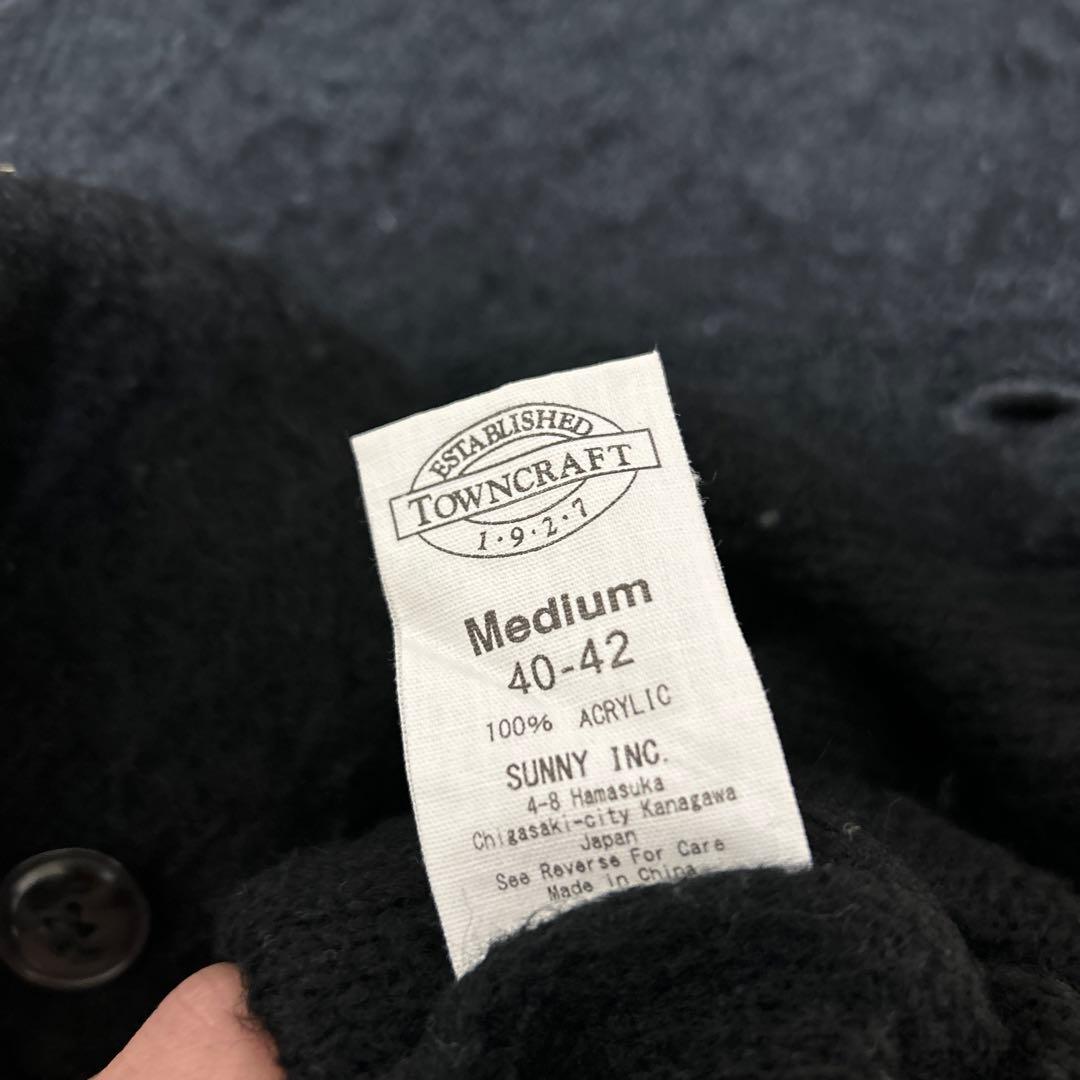 ESTABLISHED
TOWNCRAFT
1·9·2·7
Medium
40-42
100% ACRYLIC
SUNNY INC.
4-8 Hamasuka
Chigasaki-city Kanagawa
Japan
See Reverse For Care
Made in China